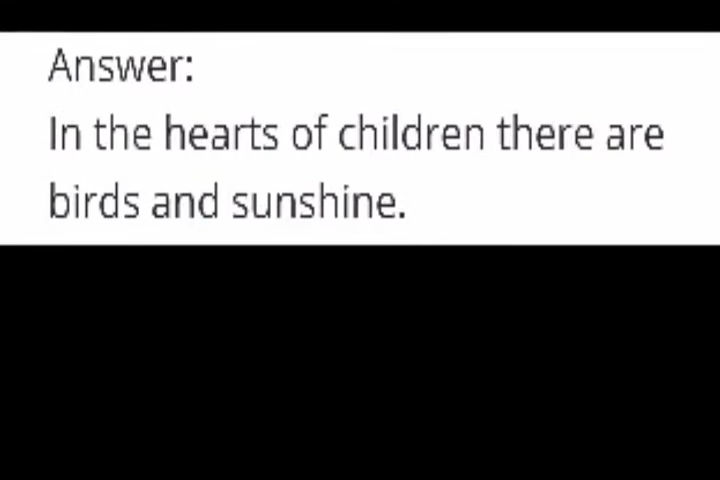 Answer:
In the hearts of children there are
birds and sunshine.